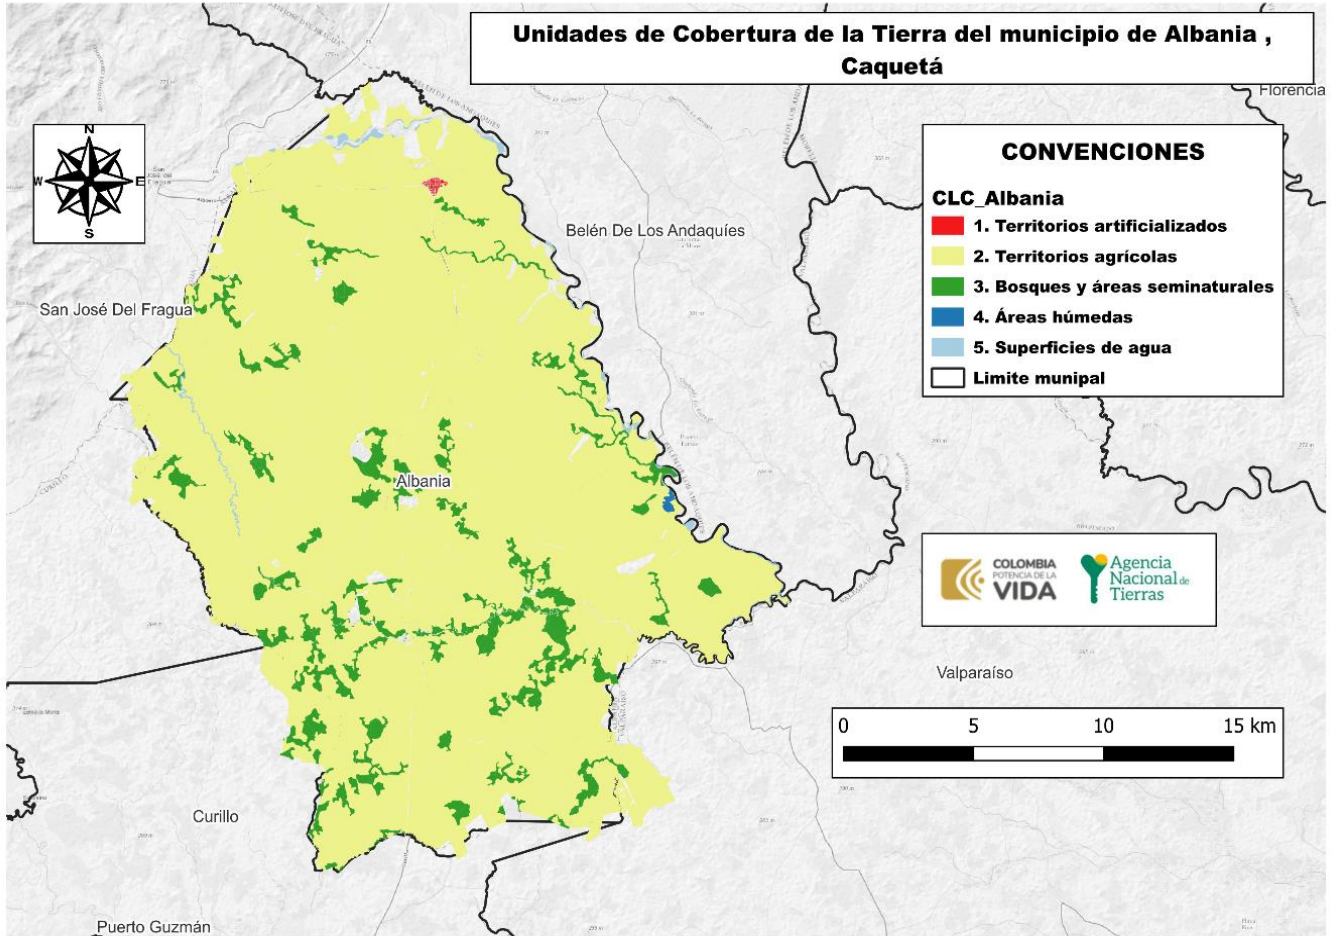 Unidades de Cobertura de la Tierra del municipio de Albania ,
Caquetá
Florencia
N
W
E
S
CONVENCIONES
CLC_Albania
1. Territorios artificializados
2. Territorios agrícolas
3. Bosques y áreas seminaturales
4. Áreas húmedas
5. Superficies de agua
Limite munipal
Belén De Los Andaquíes
San José Del Fragua
Albania
COLOMBIA
POTENCIA DE LA
VIDA
Agencia
Nacional de
Tierras
Valparaíso
0 5 10 15 km
Curillo
Puerto Guzmán